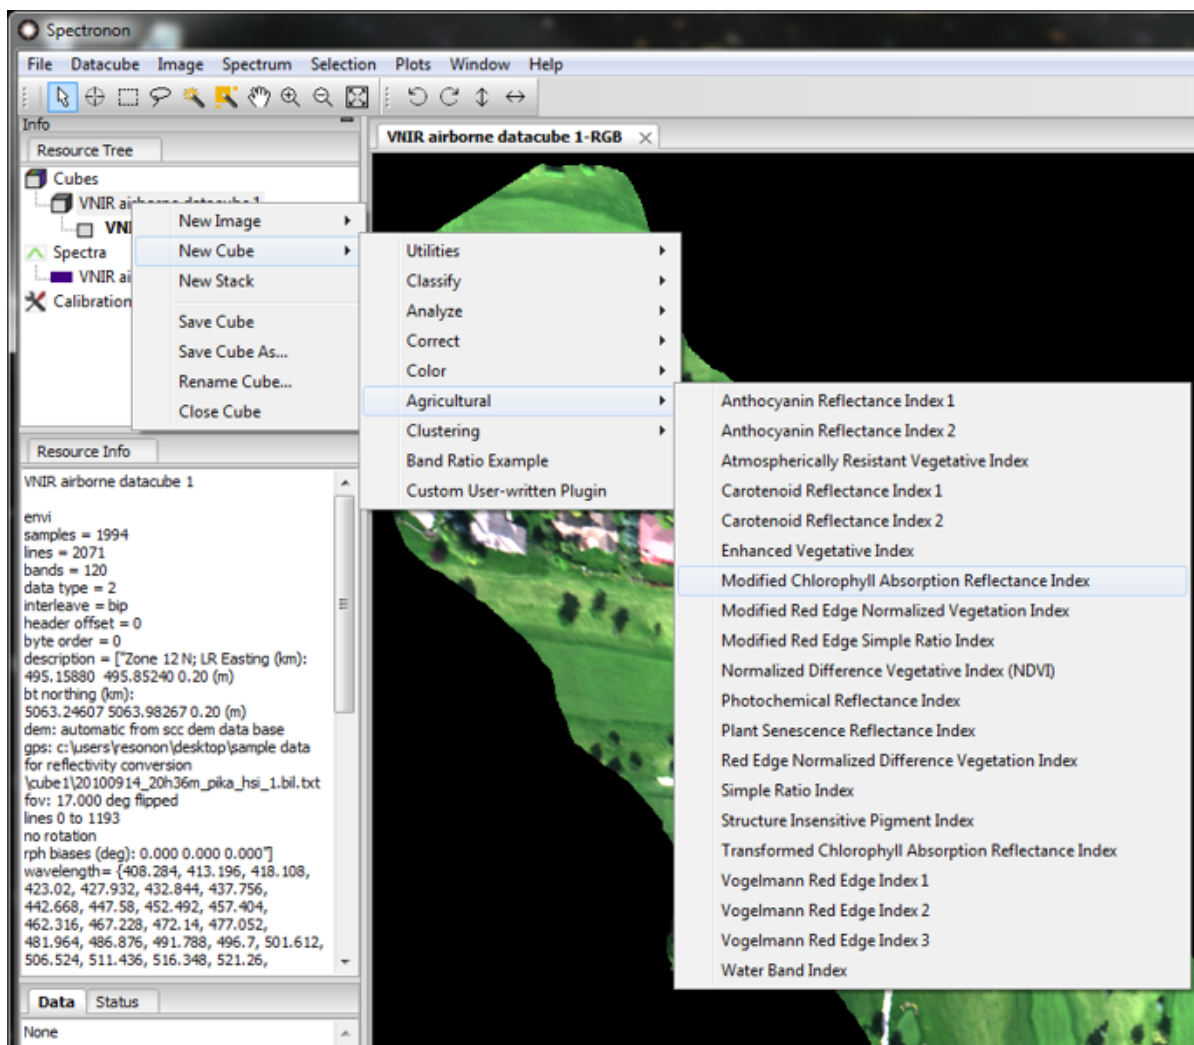 Spectronon
File Datacube Image Spectrum Selection Plots Window Help
Info
Resource Tree
Cubes
VNIR airborne datacube 1
VNI
Spectra
VNIR ai
Calibration
New Image
New Cube
New Stack
Save Cube
Save Cube As...
Rename Cube...
Close Cube
Utilities
Classify
Analyze
Correct
Color
Agricultural
Clustering
Band Ratio Example
Custom User-written Plugin
Anthocyanin Reflectance Index 1
Anthocyanin Reflectance Index 2
Atmospherically Resistant Vegetative Index
Carotenoid Reflectance Index 1
Carotenoid Reflectance Index 2
Enhanced Vegetative Index
Modified Chlorophyll Absorption Reflectance Index
Modified Red Edge Normalized Vegetation Index
Modified Red Edge Simple Ratio Index
Normalized Difference Vegetative Index (NDVI)
Photochemical Reflectance Index
Plant Senescence Reflectance Index
Red Edge Normalized Difference Vegetation Index
Simple Ratio Index
Structure Insensitive Pigment Index
Transformed Chlorophyll Absorption Reflectance Index
Vogelmann Red Edge Index 1
Vogelmann Red Edge Index 2
Vogelmann Red Edge Index 3
Water Band Index
VNIR airborne datacube 1-RGB
Resource Info
VNIR airborne datacube 1
envi
samples = 1994
lines = 2071
bands = 120
data type = 2
interleave = bip
header offset = 0
byte order = 0
description = ["Zone 12 N; LR Easting (km):
495.15880 495.85240 0.20 (m)
bt northing (km):
5063.24607 5063.98267 0.20 (m)
dem: automatic from scc dem data base
gps: c:\users\resonon\desktop\sample data
for reflectivity conversion
\cube1\20100914_20h36m_pika_hsi_1.bil.txt
fov: 17.000 deg flipped
lines 0 to 1193
no rotation
rph biases (deg): 0.000 0.000 0.000"]
wavelength= {408.284, 413.196, 418.108,
423.02, 427.932, 432.844, 437.756,
442.668, 447.58, 452.492, 457.404,
462.316, 467.228, 472.14, 477.052,
481.964, 486.876, 491.788, 496.7, 501.612,
506.524, 511.436, 516.348, 521.26,
Data Status
None